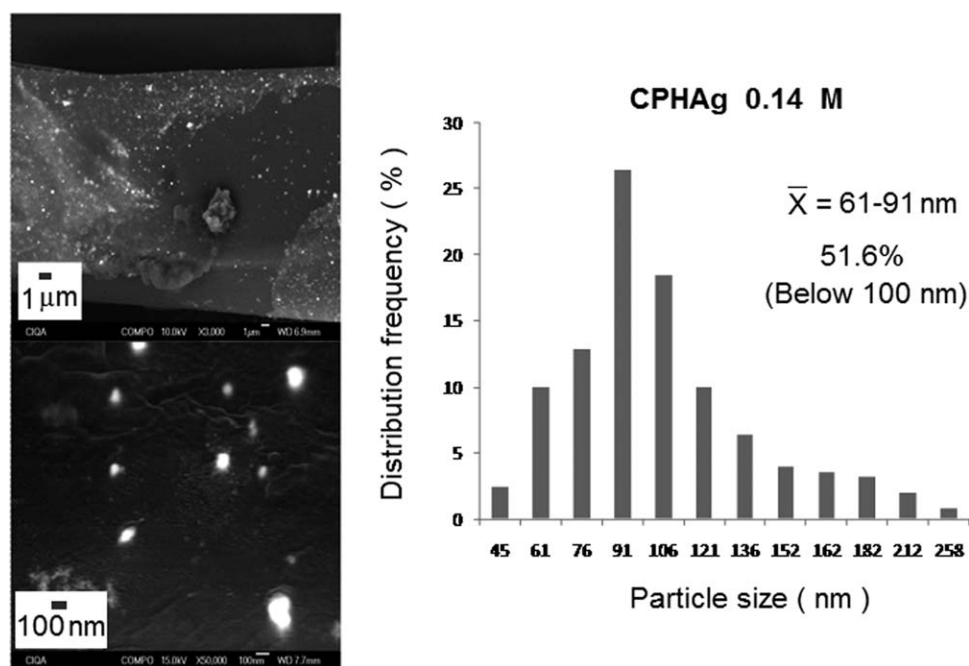 1 μm
CIQA COMPO 10.0kV X3,000 1μm WD 6.9mm
100 nm
COMPO 15.0kV X50,000 100nm WD 7.7mm
CPHAg 0.14 M
Distribution frequency ( % )
30
25
20
15
10
5
0
X̅ = 61-91 nm
51.6%
(Below 100 nm)
45 61 76 91 106 121 136 152 162 182 212 258
Particle size ( nm )